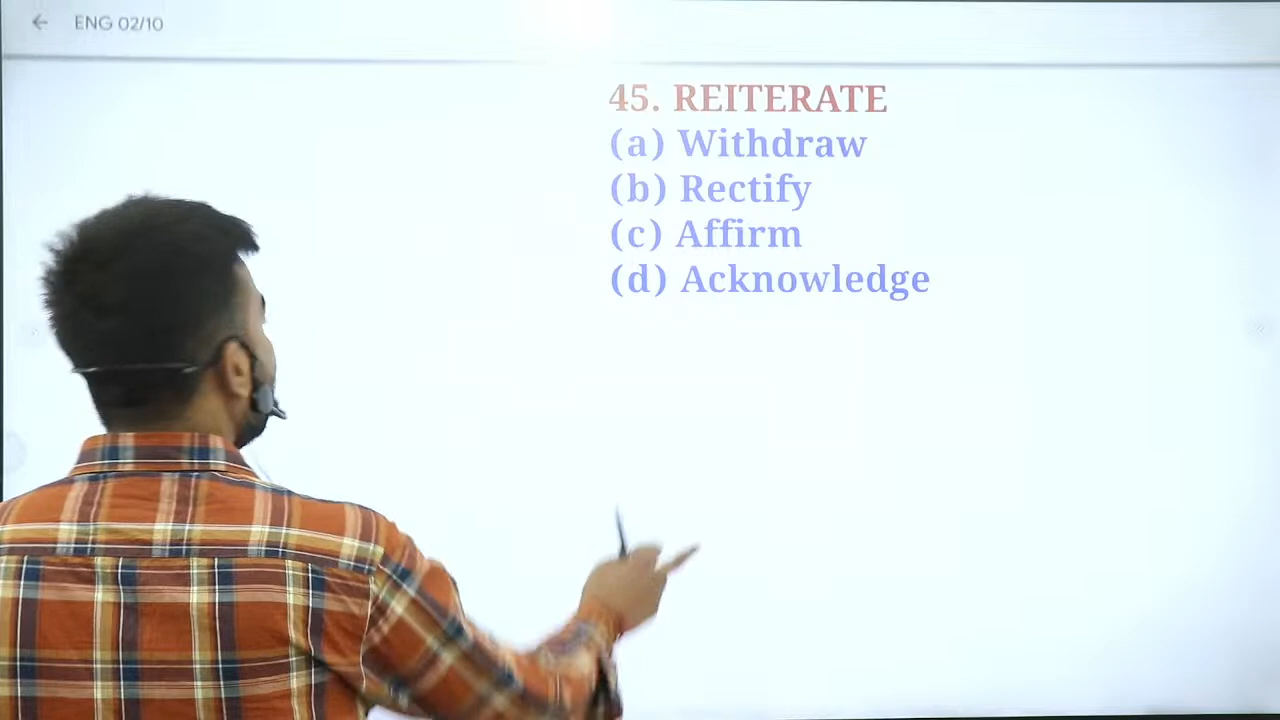 ENG 02/10
45. REITERATE
(a) Withdraw
(b) Rectify
(c) Affirm
(d) Acknowledge